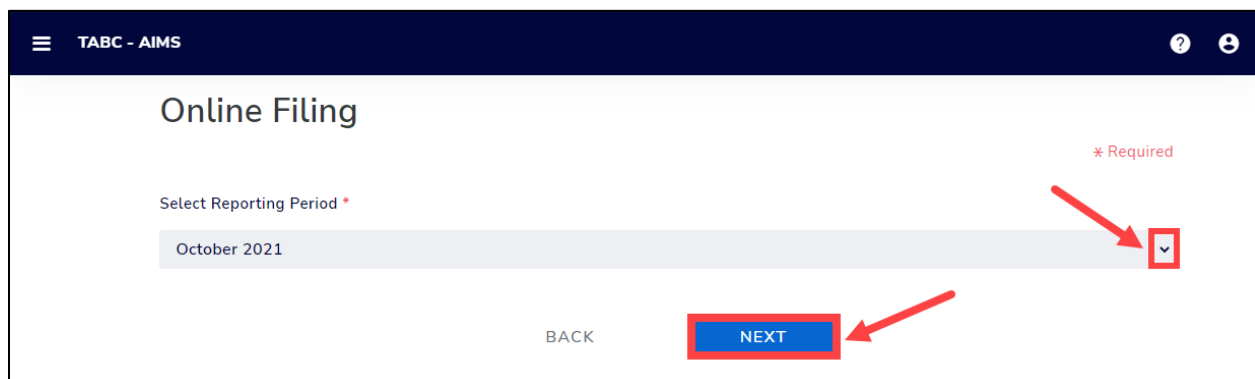 TABC - AIMS
Online Filing
* Required
Select Reporting Period *
October 2021
BACK NEXT